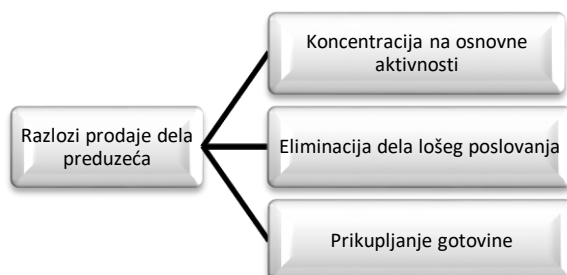 Razlozi prodaje dela
preduzeća
Koncentracija na osnovne
aktivnosti
Eliminacija dela lošeg poslovanja
Prikupljanje gotovine